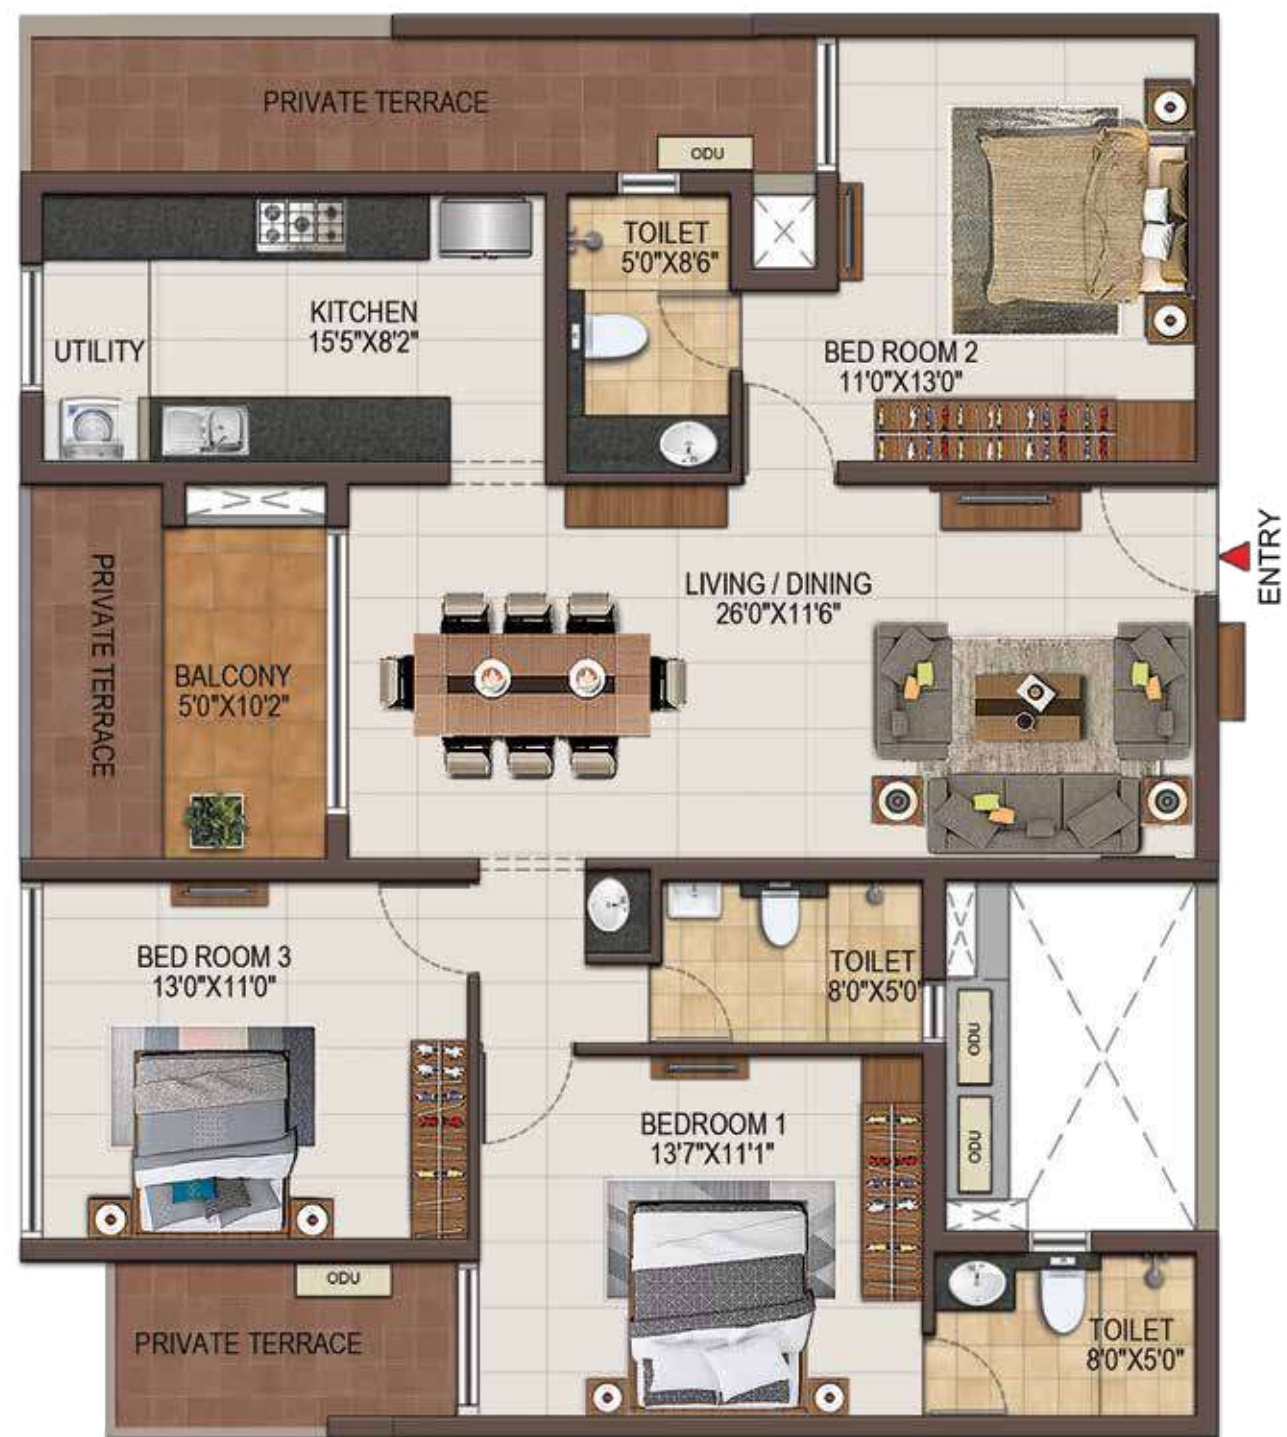 PRIVATE TERRACE
ODU
TOILET
5'0"X8'6"
KITCHEN
15'5"X8'2"
UTILITY
BED ROOM 2
11'0"X13'0"
ENTRY
LIVING / DINING
26'0"X11'6"
PRIVATE TERRACE
BALCONY
5'0"X10'2"
BED ROOM 3
13'0"X11'0"
TOILET
8'0"X5'0"
ODU
ODU
BEDROOM 1
13'7"X11'1"
ODU
PRIVATE TERRACE
TOILET
8'0"X5'0"